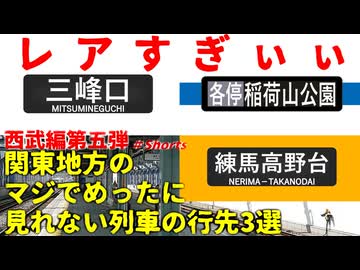 レアすぎぃぃ
三峰口
MITSUMINEGUCHI
各停 稲荷山公園
西武編第五弾 #Shorts
関東地方の
マジでめったに
見れない列車の行先3選
練馬高野台
NERIMA-TAKANODAI